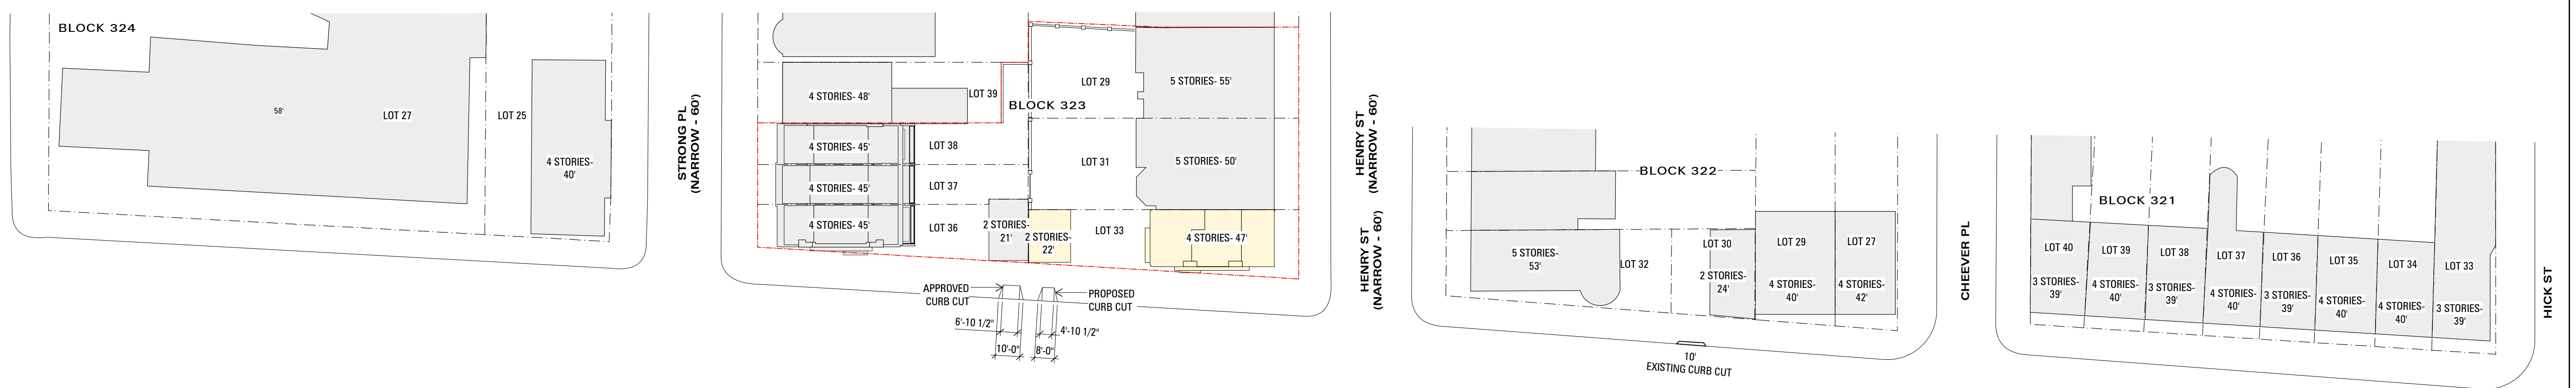 BLOCK 324
58'
LOT 27
LOT 25
4 STORIES-
40'
STRONG PL
(NARROW - 60')
4 STORIES- 48'
LOT 39
BLOCK 323
LOT 29
5 STORIES- 55'
4 STORIES- 45'
LOT 38
LOT 31
5 STORIES- 50'
4 STORIES- 45'
LOT 37
4 STORIES- 45'
LOT 36
2 STORIES-
21'
2 STORIES-
22'
LOT 33
4 STORIES- 47'
APPROVED
CURB CUT
PROPOSED
CURB CUT
6'-10 1/2"
4'-10 1/2"
10'-0"
8'-0"
HENRY ST
(NARROW - 60')
HENRY ST
(NARROW - 60')
BLOCK 322
5 STORIES-
53'
LOT 32
LOT 30
2 STORIES-
24'
LOT 29
4 STORIES-
40'
LOT 27
4 STORIES-
42'
10'
EXISTING CURB CUT
CHEEVER PL
BLOCK 321
LOT 40
3 STORIES-
39'
LOT 39
4 STORIES-
40'
LOT 38
3 STORIES-
39'
LOT 37
4 STORIES-
40'
LOT 36
3 STORIES-
39'
LOT 35
4 STORIES-
40'
LOT 34
4 STORIES-
40'
LOT 33
3 STORIES-
39'
HICK ST